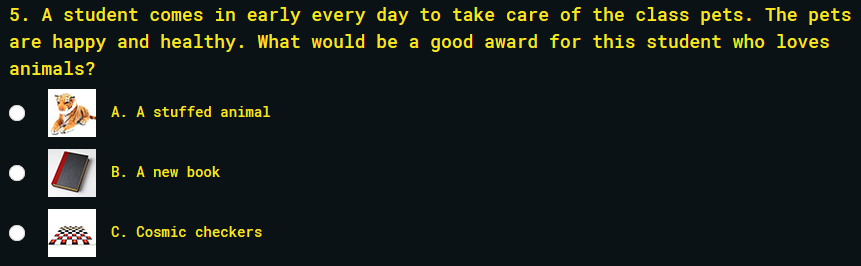 5. A student comes in early every day to take care of the class pets. The pets
are happy and healthy. What would be a good award for this student who loves
animals?
A. A stuffed animal
B. A new book
C. Cosmic checkers